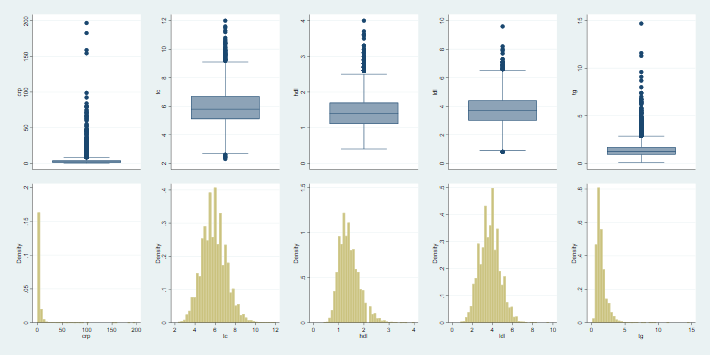 crp
0 50 100 150 200
tc
2 4 6 8 10 12
hdl
0 1 2 3 4
ldl
0 2 4 6 8 10
tg
0 5 10 15
Density
0 .05 .1 .15 .2
0 50 100 150 200
crp
Density
0 .1 .2 .3 .4
2 4 6 8 10 12
tc
Density
0 .5 1 1.5
0 1 2 3 4
hdl
Density
0 .1 .2 .3 .4 .5
0 2 4 6 8 10
ldl
Density
0 .2 .4 .6 .8
0 5 10 15
tg